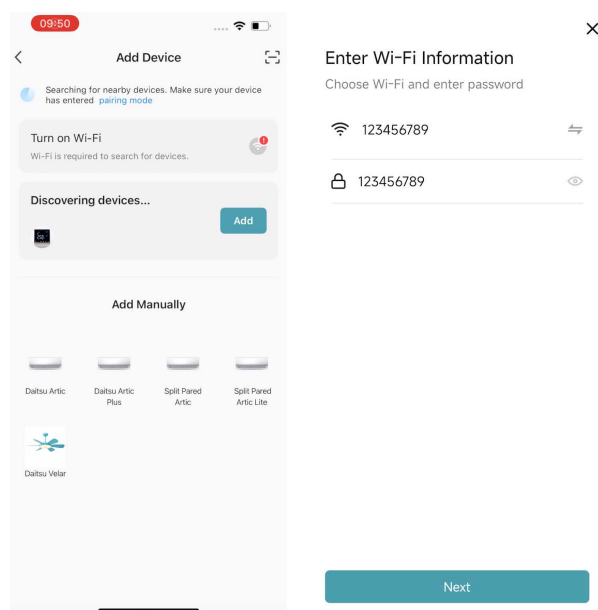 09:50
Add Device
Searching for nearby devices. Make sure your device
has entered pairing mode
Turn on Wi-Fi
Wi-Fi is required to search for devices.
Discovering devices...
Add
Add Manually
Daitsu Artic
Daitsu Artic
Plus
Split Pared
Artic
Split Pared
Artic Lite
Daitsu Velar
Enter Wi-Fi Information
Choose Wi-Fi and enter password
123456789
123456789
Next